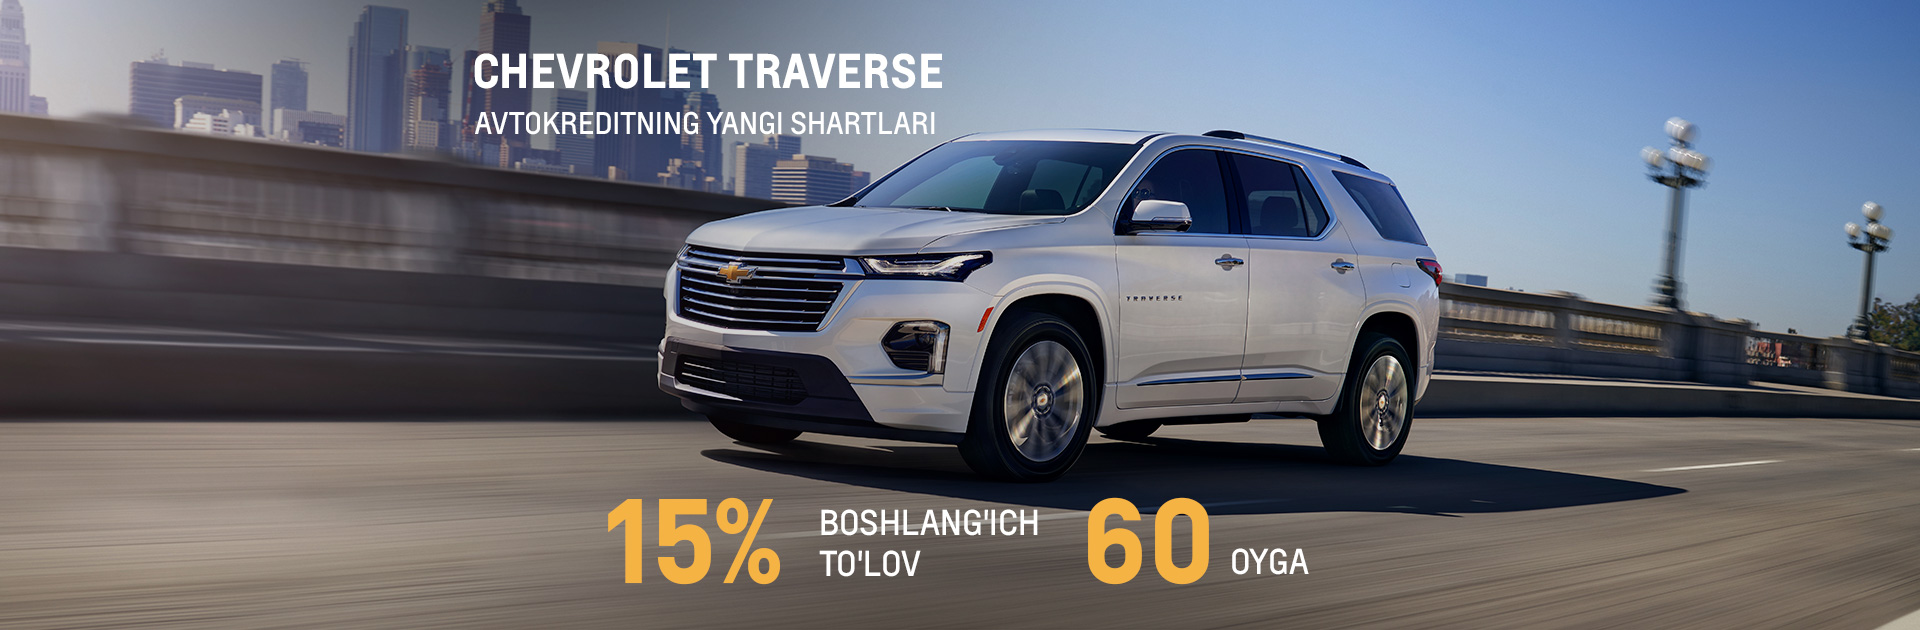 CHEVROLET TRAVERSE
AVTOKREDITNING YANGI SHARTLARI
TRAVERSE
15%
BOSHLANG'ICH
TO'LOV
60
OYGA